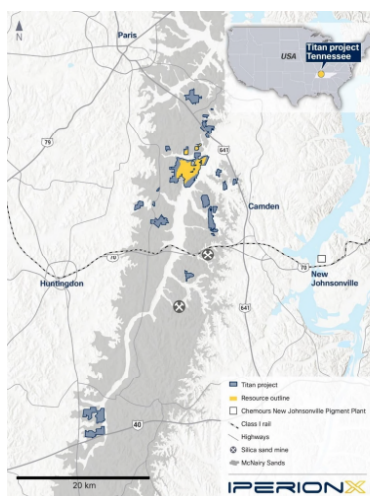 N
Paris
USA
Titan project
Tennessee
79
641
Camden
70
70
Huntingdon
New
Johnsonville
641
40
Titan project
Resource outline
Chemours New Johnsonville Pigment Plant
Class I rail
Highways
Silica sand mine
McNairy Sands
20 km
IPERIONX